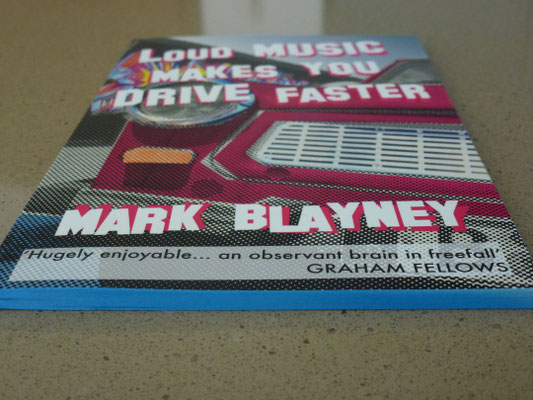 LOUD MUSIC
MAKES YOU
DRIVE FASTER
MARK BLAYNEY
'Hugely enjoyable... an observant brain in freefall'
GRAHAM FELLOWS